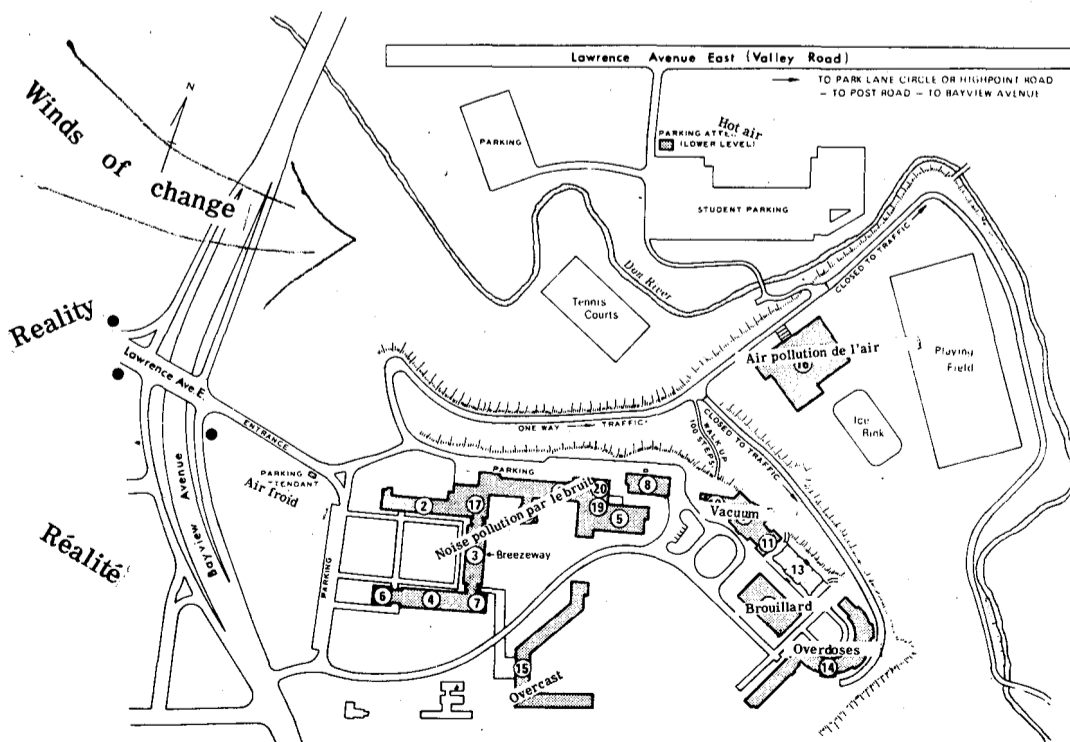 Lawrence Avenue East (Valley Road)
TO PARK LANE CIRCLE OR HIGHPOINT ROAD
– TO POST ROAD – TO BAYVIEW AVENUE
Winds of change
N
PARKING
Hot air
PARKING
(LOWER LEVEL)
STUDENT PARKING
Don River
Tennis
Courts
CLOSED TO TRAFFIC
Reality
Lawrence Ave E.
ENTRANCE
Air pollution de l'air
Playing
Field
Ice
Rink
ONE WAY
TRAFFIC
WALK UP
100 STEPS
CLOSED TO TRAFFIC
PARKING
Air froid
Bayview Avenue
Réalité
PARKING
PARKING
2
17
Noise pollution par le bruit
20
19
5
8
3
Breezeway
6
4
7
Vacuum
11
13
Brouillard
Overdoses
14
15
Overcast